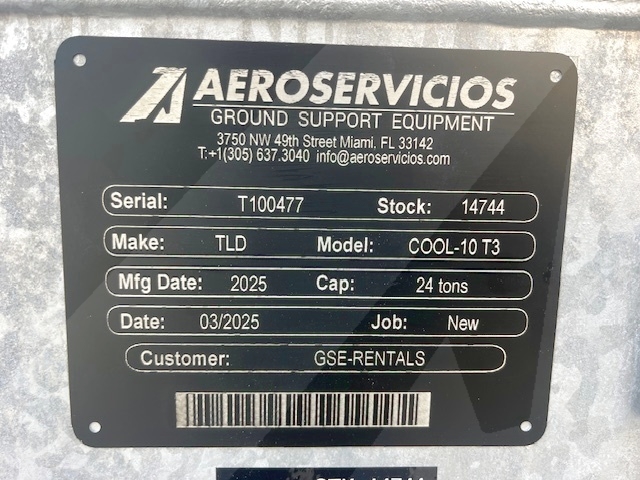 AEROSERVICIOS
GROUND SUPPORT EQUIPMENT
3750 NW 49th Street Miami, FL 33142
T:+1(305) 637.3040 info@aeroservicios.com
Serial: T100477 Stock: 14744
Make: TLD Model: COOL-10 T3
Mfg Date: 2025 Cap: 24 tons
Date: 03/2025 Job: New
Customer: GSE-RENTALS